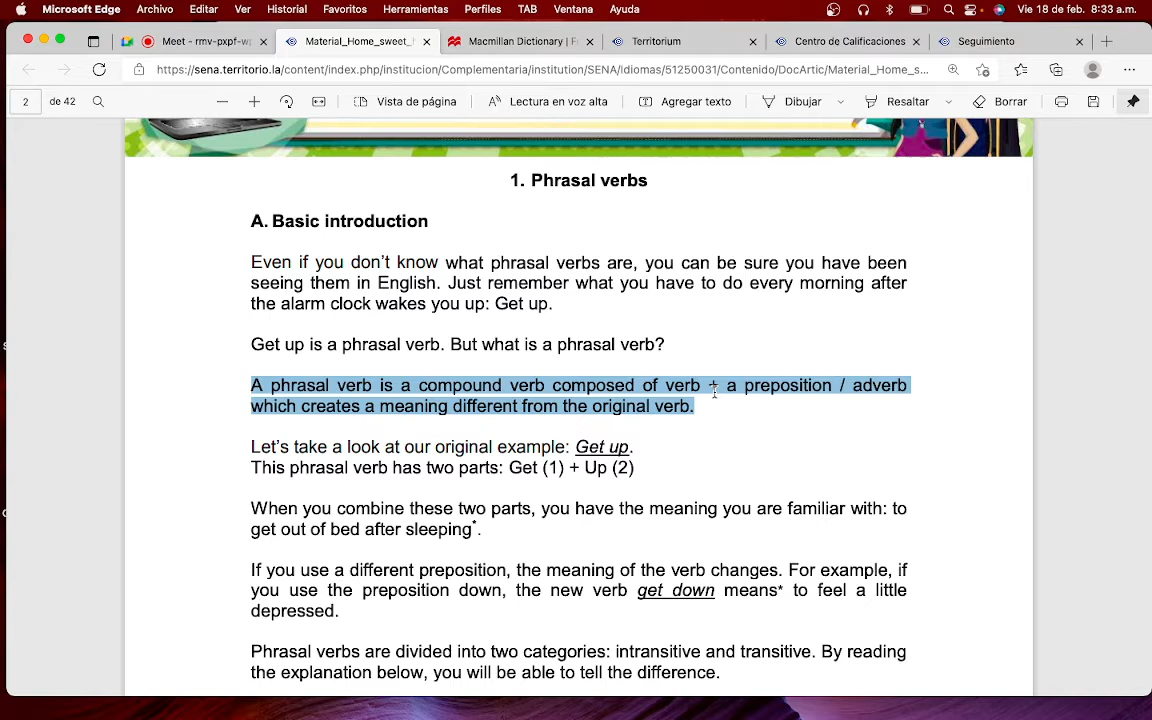 Microsoft Edge Archivo Editar Ver Historial Favoritos Herramientas Perfiles TAB Ventana Ayuda Vie 18 de feb. 8:33 a.m.
Meet - rmv-pxpf-w Material_Home_sweet_ Macmillan Dictionary | F Territorium Centro de Calificaciones Seguimiento
https://sena.territorio.la/content/index.php/institucion/Complementaria/institution/SENA/Idiomas/51250031/Contenido/DocArtic/Material_Home_s...
2 de 42 Vista de página Lectura en voz alta Agregar texto Dibujar Resaltar Borrar
1. Phrasal verbs
A. Basic introduction
Even if you don't know what phrasal verbs are, you can be sure you have been
seeing them in English. Just remember what you have to do every morning after
the alarm clock wakes you up: Get up.
Get up is a phrasal verb. But what is a phrasal verb?
A phrasal verb is a compound verb composed of verb + a preposition / adverb
which creates a meaning different from the original verb.
Let's take a look at our original example: Get up.
This phrasal verb has two parts: Get (1) + Up (2)
When you combine these two parts, you have the meaning you are familiar with: to
get out of bed after sleeping*.
If you use a different preposition, the meaning of the verb changes. For example, if
you use the preposition down, the new verb get down means* to feel a little
depressed.
Phrasal verbs are divided into two categories: intransitive and transitive. By reading
the explanation below, you will be able to tell the difference.